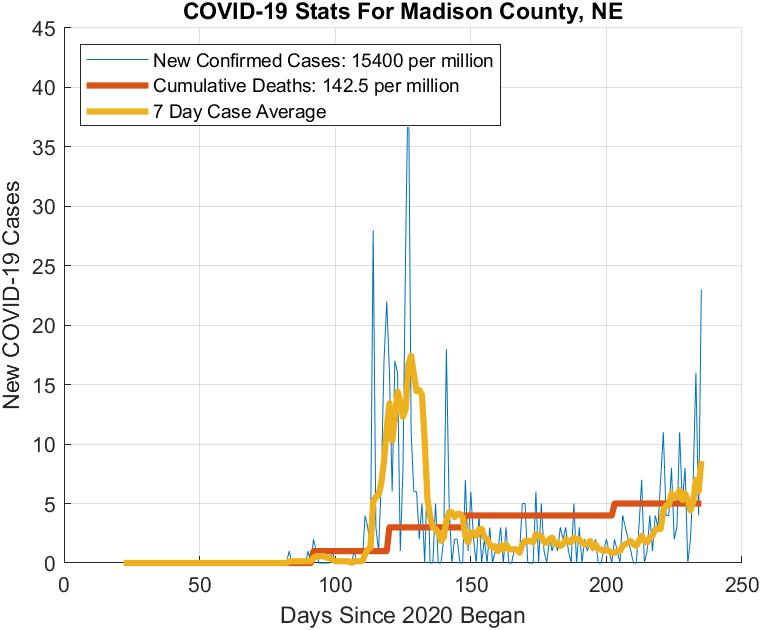 COVID-19 Stats For Madison County, NE
New Confirmed Cases: 15400 per million
Cumulative Deaths: 142.5 per million
7 Day Case Average
New COVID-19 Cases
45
40
35
30
25
20
15
10
5
0
0 50 100 150 200 250
Days Since 2020 Began